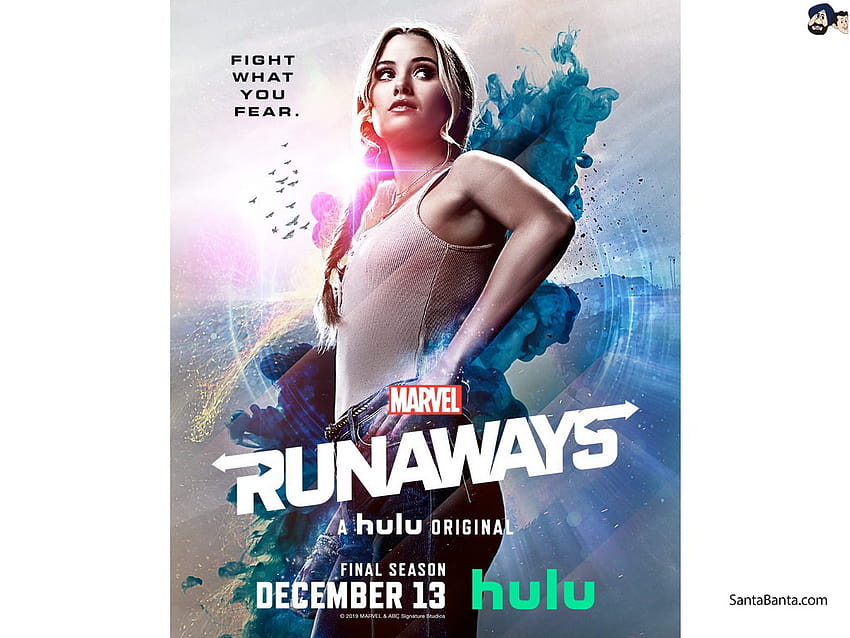 FIGHT
WHAT
YOU
FEAR.
MARVEL
RUNAWAYS
A hulu ORIGINAL
FINAL SEASON
DECEMBER 13 hulu
© 2019 MARVEL & ABC Signature Studios
SantaBanta.com